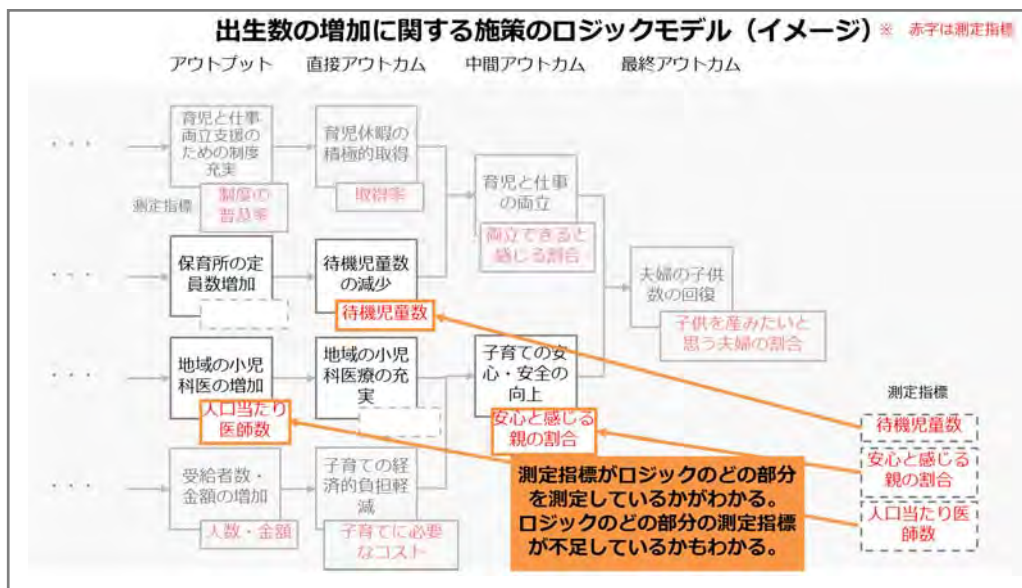 出生数の増加に関する施策のロジックモデル（イメージ）※　赤字は測定指標
アウトプット
直接アウトカム
中間アウトカム
最終アウトカム
・・・
育児と仕事
両立支援の
ための制度
充実
測定指標
制度の
普及率
育児休暇の
積極的取得
取得率
育児と仕事
の両立
両立できると
感じる割合
・・・
保育所の定
員数増加
待機児童数
の減少
待機児童数
夫婦の子供
数の回復
子供を産みたいと
思う夫婦の割合
・・・
地域の小児
科医の増加
人口当たり
医師数
地域の小児
科医療の充
実
子育ての安
心・安全の
向上
安心と感じる
親の割合
・・・
受給者数・
金額の増加
人数・金額
子育ての経
済的負担軽
減
子育てに必要
なコスト
測定指標がロジックのどの部分
を測定しているかがわかる。
ロジックのどの部分の測定指標
が不足しているかもわかる。
測定指標
待機児童数
安心と感じる
親の割合
人口当たり医
師数